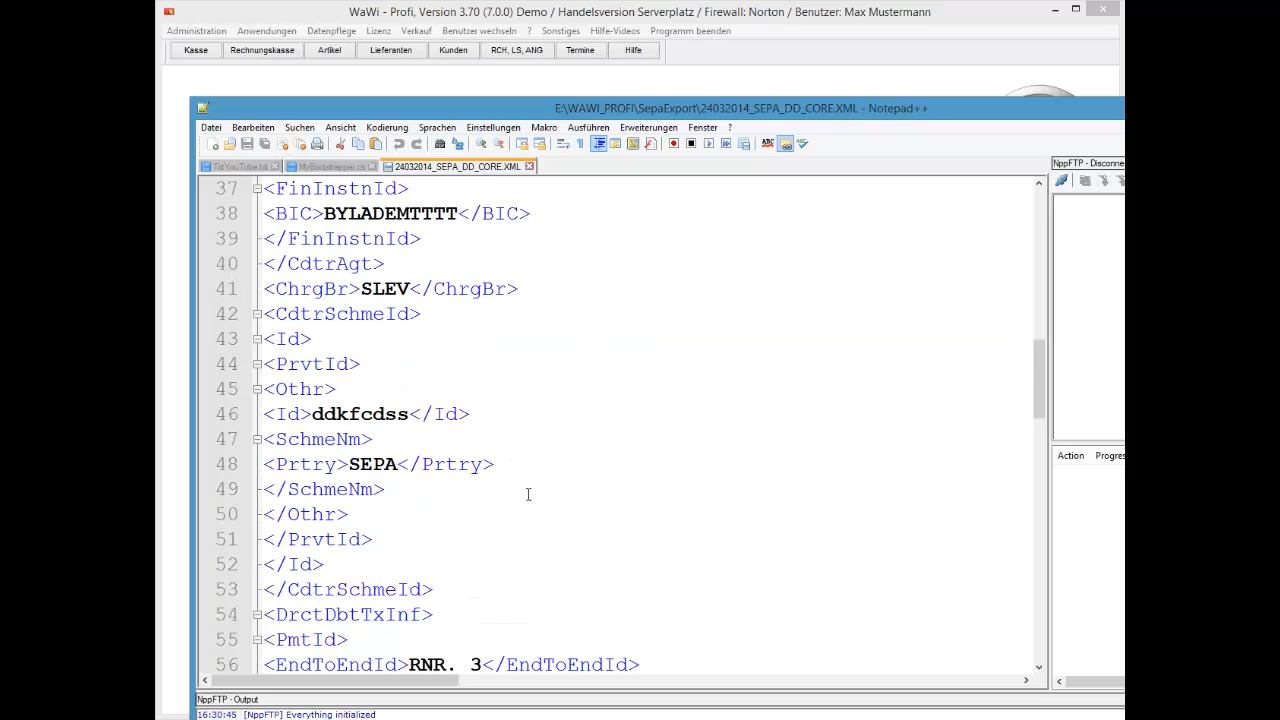 WaWi - Profi, Version 3.70 (7.0.0) Demo / Handelsversion Serverplatz / Firewall: Norton / Benutzer: Max Mustermann
Administration Anwendungen Datenpflege Lizenz Verkauf Benutzer wechseln ? Sonstiges Hilfe-Videos Programm beenden
Kasse Rechnungskasse Artikel Lieferanten Kunden RCH, LS, ANG Termine Hilfe
E:\WAWI_PROFI\SepaExport\24032014_SEPA_DD_CORE.XML - Notepad++
Datei Bearbeiten Suchen Ansicht Kodierung Sprachen Einstellungen Makro Ausführen Erweiterungen Fenster ?
TxtYouTube.txt MyBootstrapper.cs 24032014_SEPA_DD_CORE.XML
NppFTP - Disconne
37 <FinInstnId>
38 <BIC>BYLADEMTTTT</BIC>
39 </FinInstnId>
40 </CdtrAgt>
41 <ChrgBr>SLEV</ChrgBr>
42 <CdtrSchmeId>
43 <Id>
44 <PrvtId>
45 <Othr>
46 <Id>ddkfcdss</Id>
47 <SchmeNm>
48 <Prtry>SEPA</Prtry>
49 </SchmeNm>
50 </Othr>
51 </PrvtId>
52 </Id>
53 </CdtrSchmeId>
54 <DrctDbtTxInf>
55 <PmtId>
56 <EndToEndId>RNR. 3</EndToEndId>
Action Progres
NppFTP - Output
16:30:45 [NppFTP] Everything initialized